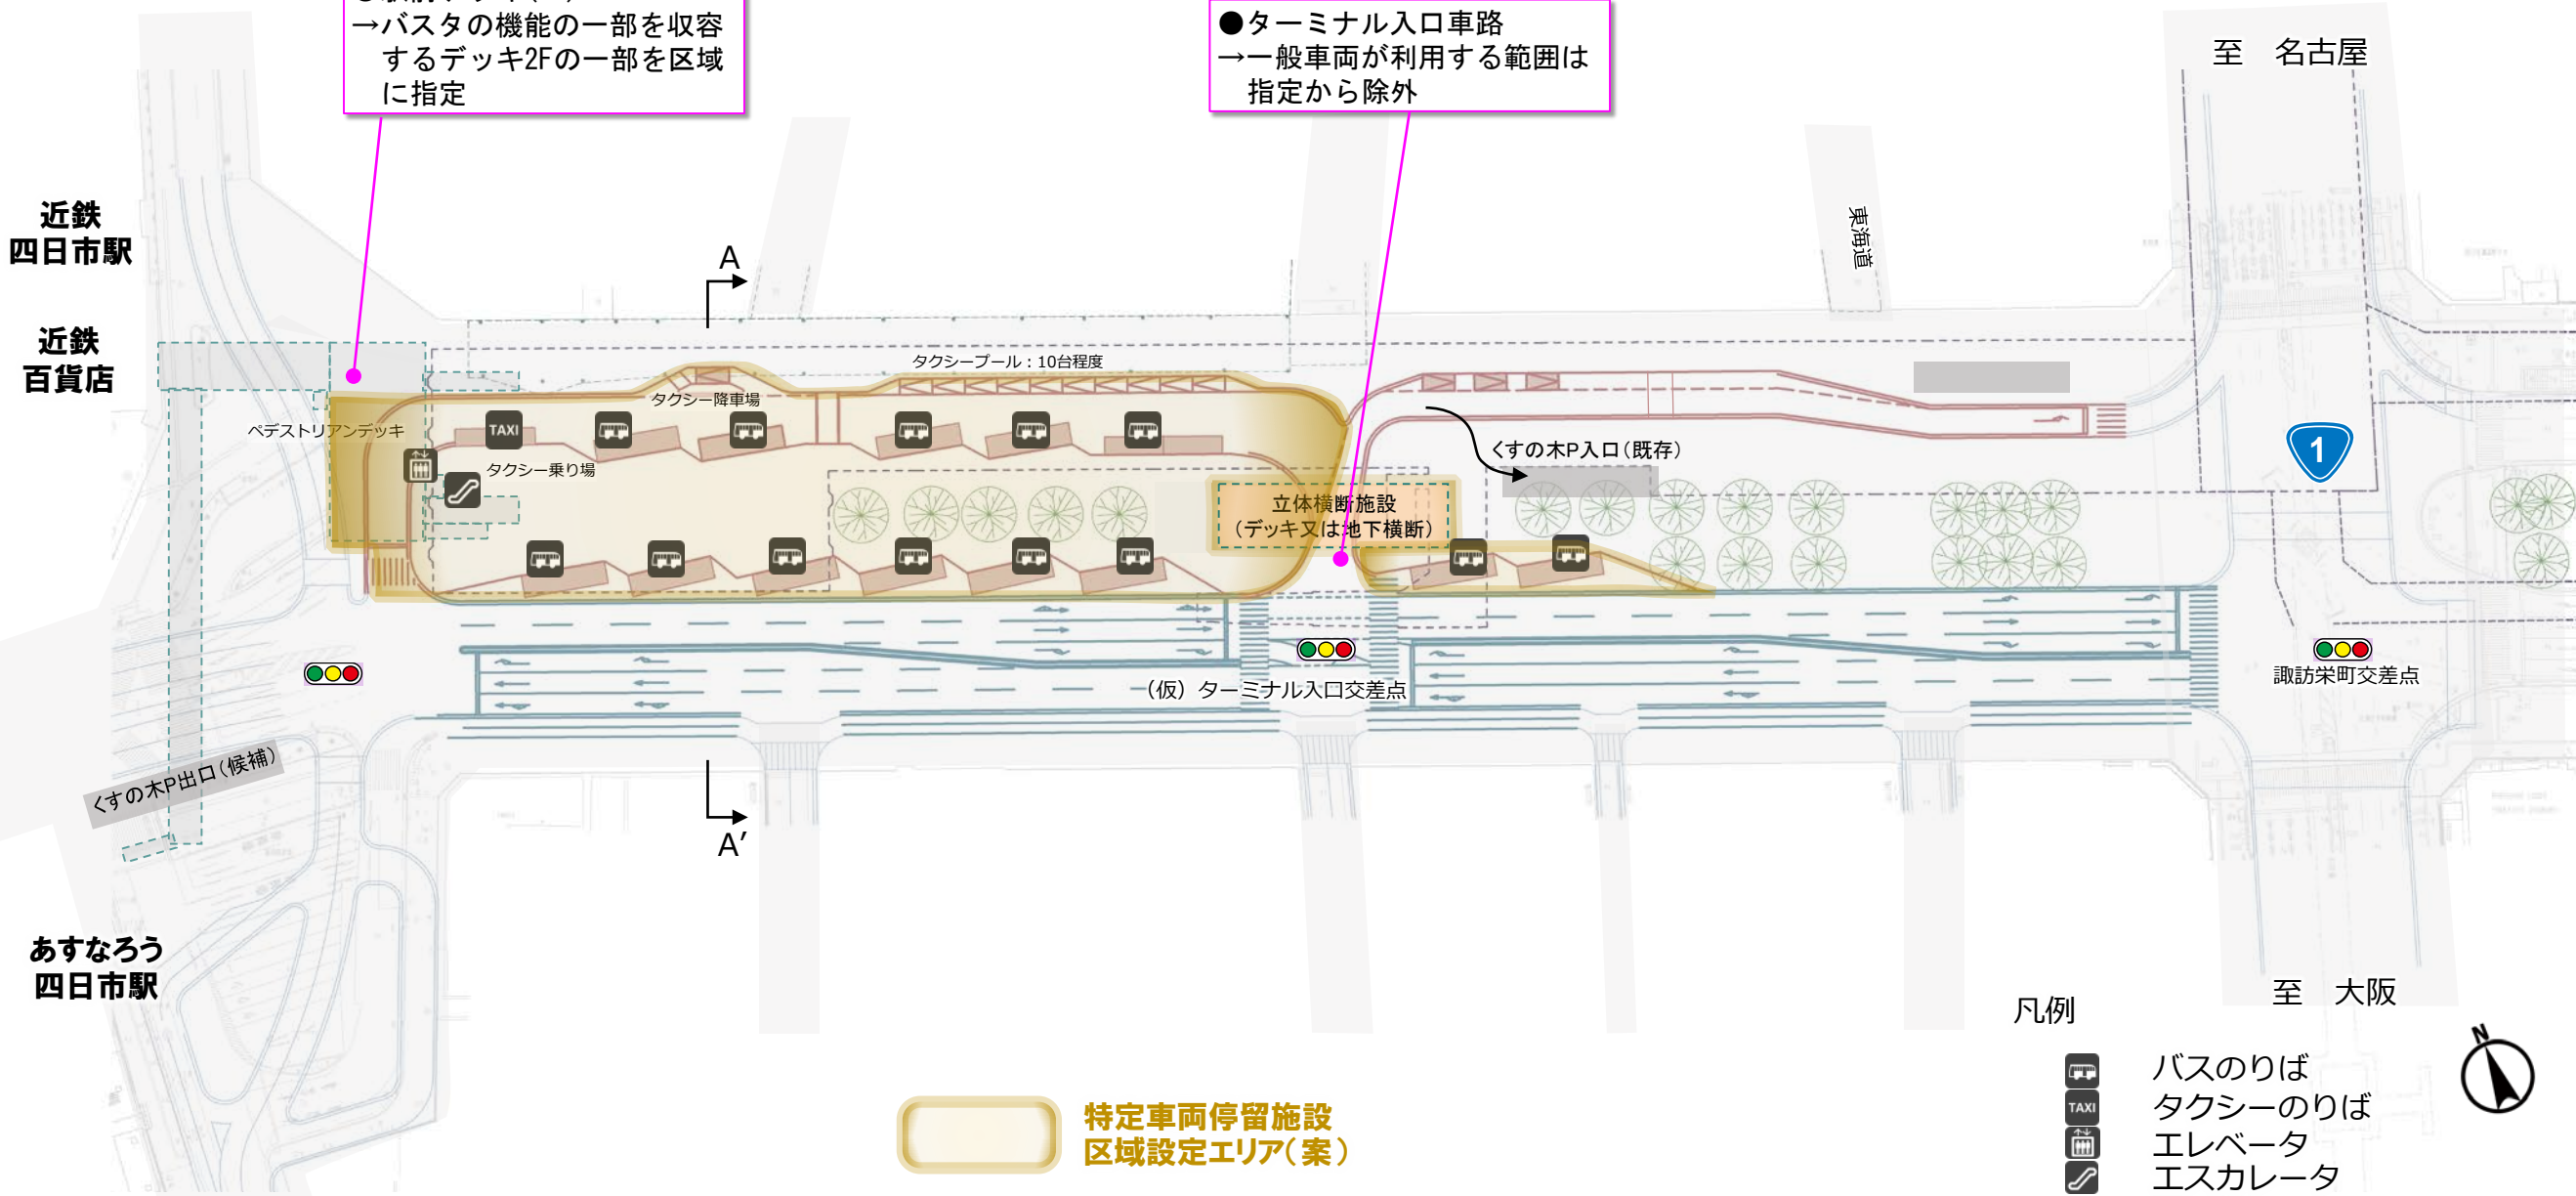 →バスタの機能の一部を収容
するデッキ2Fの一部を区域
に指定
●ターミナル入口車路
→一般車両が利用する範囲は
指定から除外
至　名古屋
近鉄
四日市駅
東海道
A
近鉄
百貨店
タクシープール：10台程度
タクシー降車場
ペデストリアンデッキ
TAXI
タクシー乗り場
くすの木P入口（既存）
1
立体横断施設
（デッキ又は地下横断）
（仮）ターミナル入口交差点
諏訪栄町交差点
くすの木P出口（候補）
A’
あすなろう
四日市駅
至　大阪
凡例
N
バスのりば
TAXI
タクシーのりば
エレベータ
エスカレータ
特定車両停留施設
区域設定エリア（案）